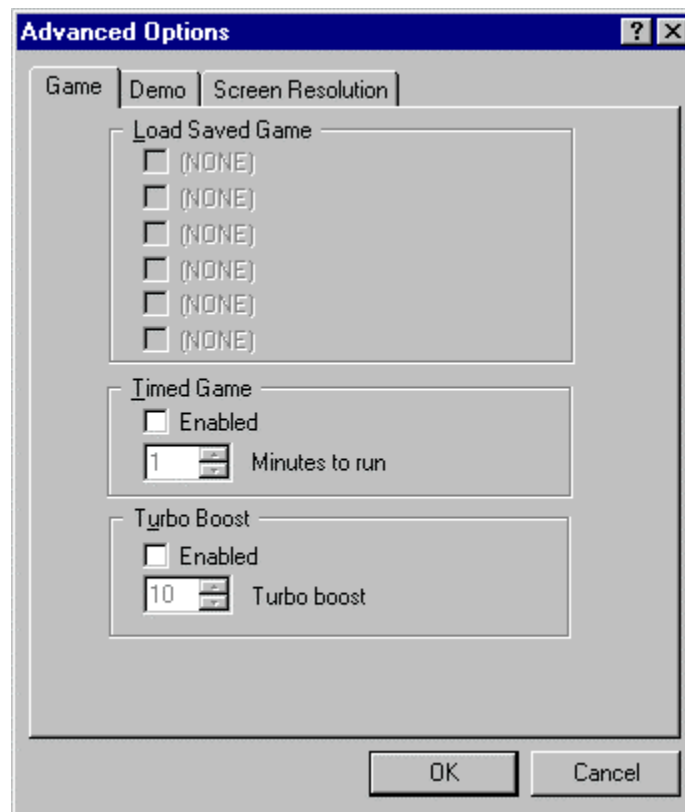 Advanced Options
Game Demo Screen Resolution
Load Saved Game
(NONE)
(NONE)
(NONE)
(NONE)
(NONE)
(NONE)
Timed Game
Enabled
1 Minutes to run
Turbo Boost
Enabled
10 Turbo boost
OK Cancel